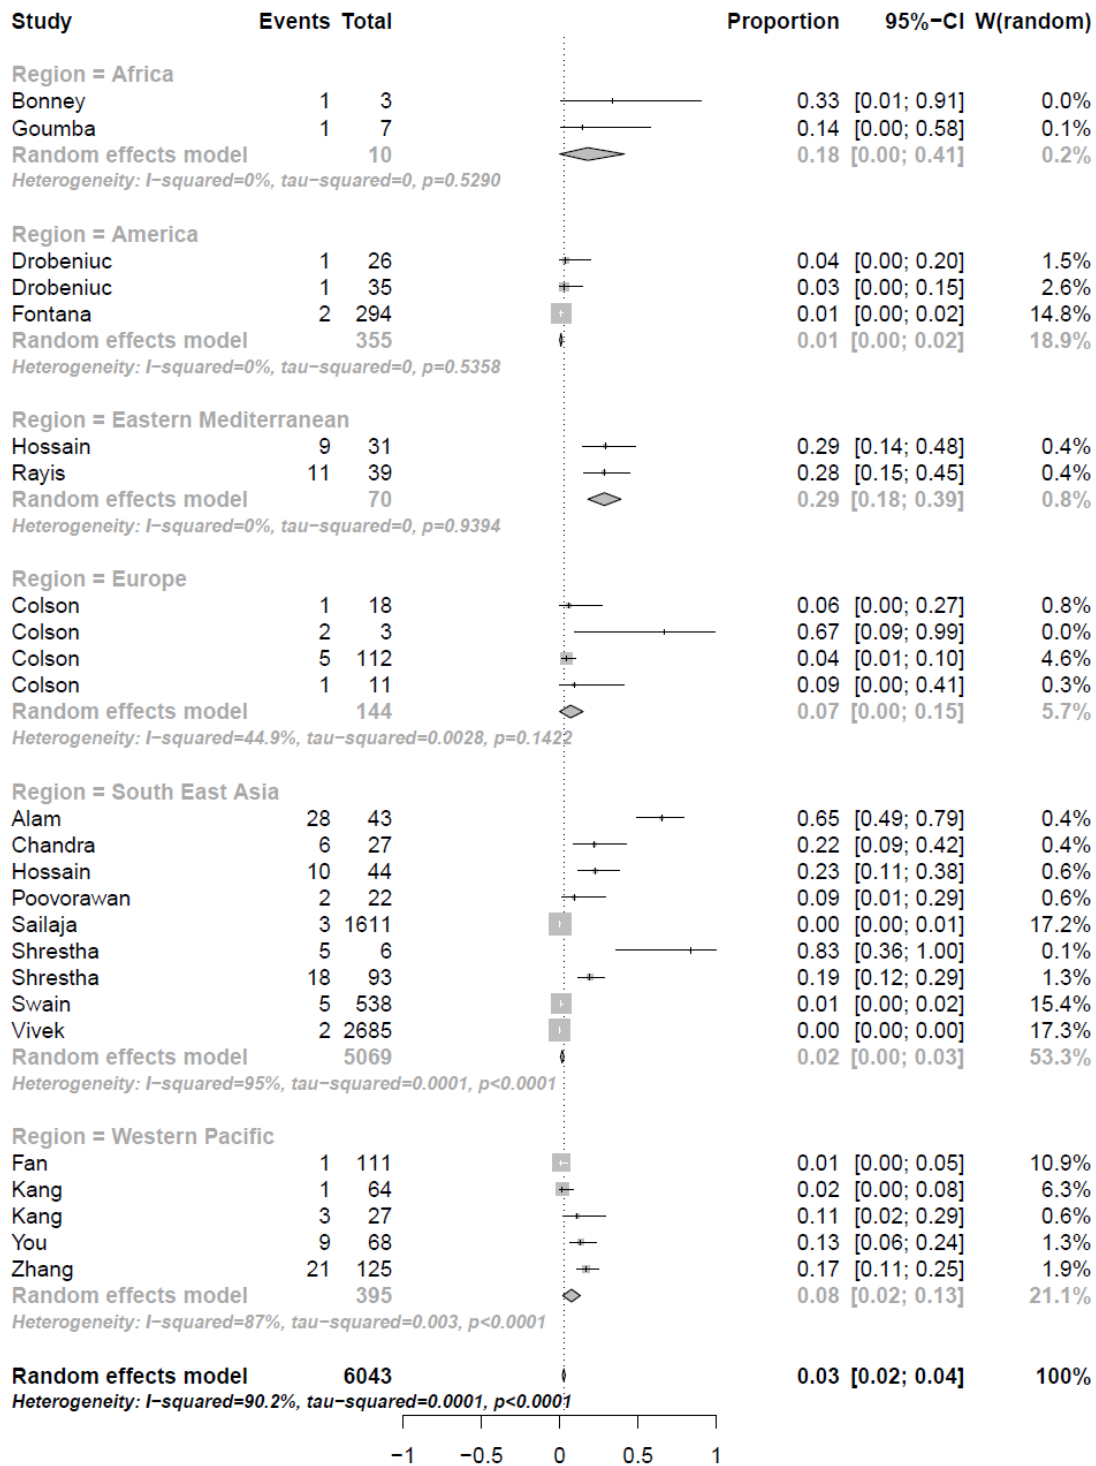 Study Events Total Proportion 95%−CI W(random)
Region = Africa
Bonney 1 3 0.33 [0.01; 0.91] 0.0%
Goumba 1 7 0.14 [0.00; 0.58] 0.1%
Random effects model 10 0.18 [0.00; 0.41] 0.2%
Heterogeneity: I−squared=0%, tau−squared=0, p=0.5290
Region = America
Drobeniuc 1 26 0.04 [0.00; 0.20] 1.5%
Drobeniuc 1 35 0.03 [0.00; 0.15] 2.6%
Fontana 2 294 0.01 [0.00; 0.02] 14.8%
Random effects model 355 0.01 [0.00; 0.02] 18.9%
Heterogeneity: I−squared=0%, tau−squared=0, p=0.5358
Region = Eastern Mediterranean
Hossain 9 31 0.29 [0.14; 0.48] 0.4%
Rayis 11 39 0.28 [0.15; 0.45] 0.4%
Random effects model 70 0.29 [0.18; 0.39] 0.8%
Heterogeneity: I−squared=0%, tau−squared=0, p=0.9394
Region = Europe
Colson 1 18 0.06 [0.00; 0.27] 0.8%
Colson 2 3 0.67 [0.09; 0.99] 0.0%
Colson 5 112 0.04 [0.01; 0.10] 4.6%
Colson 1 11 0.09 [0.00; 0.41] 0.3%
Random effects model 144 0.07 [0.00; 0.15] 5.7%
Heterogeneity: I−squared=44.9%, tau−squared=0.0028, p=0.1422
Region = South East Asia
Alam 28 43 0.65 [0.49; 0.79] 0.4%
Chandra 6 27 0.22 [0.09; 0.42] 0.4%
Hossain 10 44 0.23 [0.11; 0.38] 0.6%
Poovorawan 2 22 0.09 [0.01; 0.29] 0.6%
Sailaja 3 1611 0.00 [0.00; 0.01] 17.2%
Shrestha 5 6 0.83 [0.36; 1.00] 0.1%
Shrestha 18 93 0.19 [0.12; 0.29] 1.3%
Swain 5 538 0.01 [0.00; 0.02] 15.4%
Vivek 2 2685 0.00 [0.00; 0.00] 17.3%
Random effects model 5069 0.02 [0.00; 0.03] 53.3%
Heterogeneity: I−squared=95%, tau−squared=0.0001, p<0.0001
Region = Western Pacific
Fan 1 111 0.01 [0.00; 0.05] 10.9%
Kang 1 64 0.02 [0.00; 0.08] 6.3%
Kang 3 27 0.11 [0.02; 0.29] 0.6%
You 9 68 0.13 [0.06; 0.24] 1.3%
Zhang 21 125 0.17 [0.11; 0.25] 1.9%
Random effects model 395 0.08 [0.02; 0.13] 21.1%
Heterogeneity: I−squared=87%, tau−squared=0.003, p<0.0001
Random effects model 6043 0.03 [0.02; 0.04] 100%
Heterogeneity: I−squared=90.2%, tau−squared=0.0001, p<0.0001
−1 −0.5 0 0.5 1